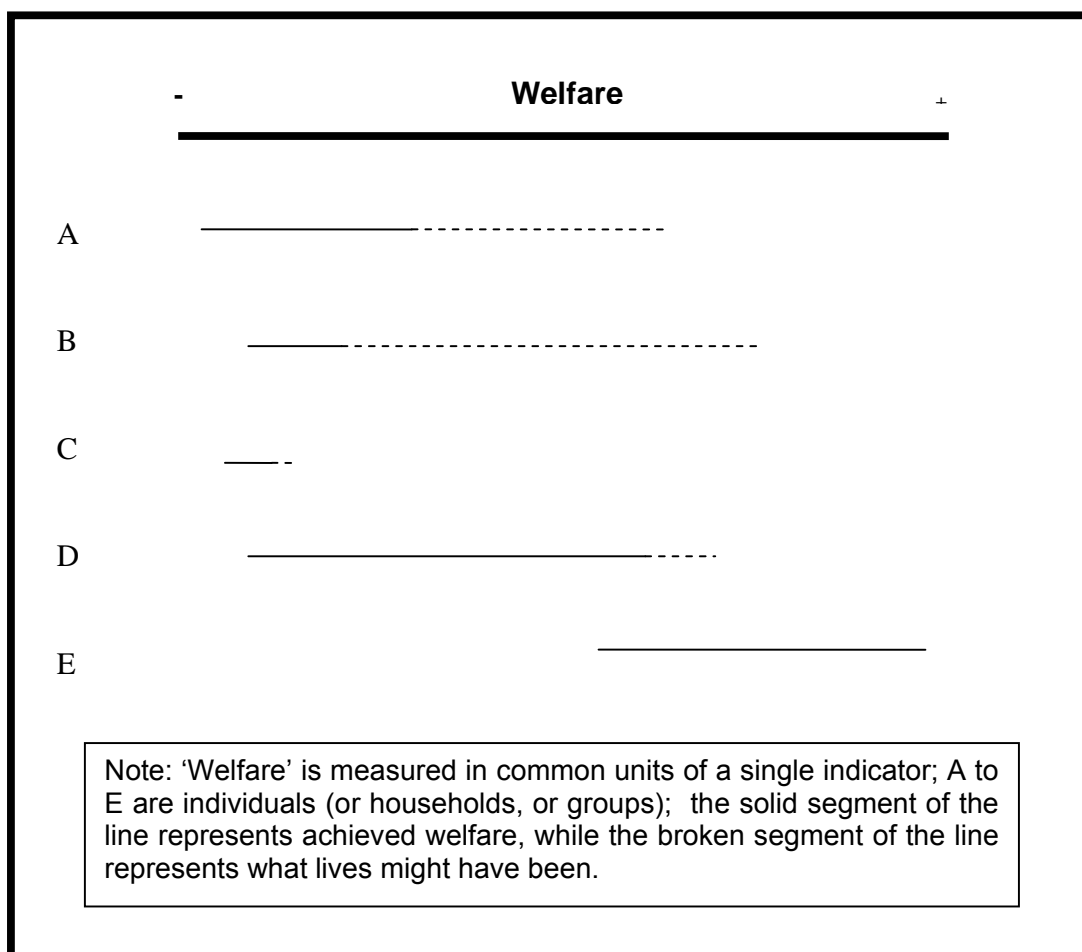 - Welfare +
A
B
C
D
E
Note: ‘Welfare’ is measured in common units of a single indicator; A to
E are individuals (or households, or groups);  the solid segment of the
line represents achieved welfare, while the broken segment of the line
represents what lives might have been.